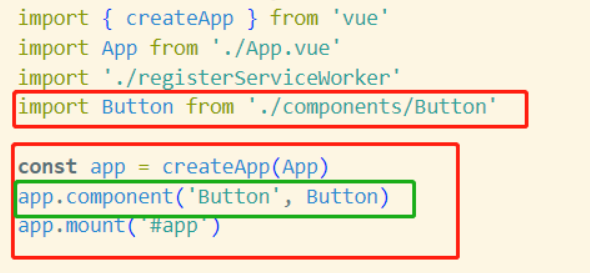 import { createApp } from 'vue'
import App from './App.vue'
import './registerServiceWorker'
import Button from './components/Button'
const app = createApp(App)
app.component('Button', Button)
app.mount('#app')